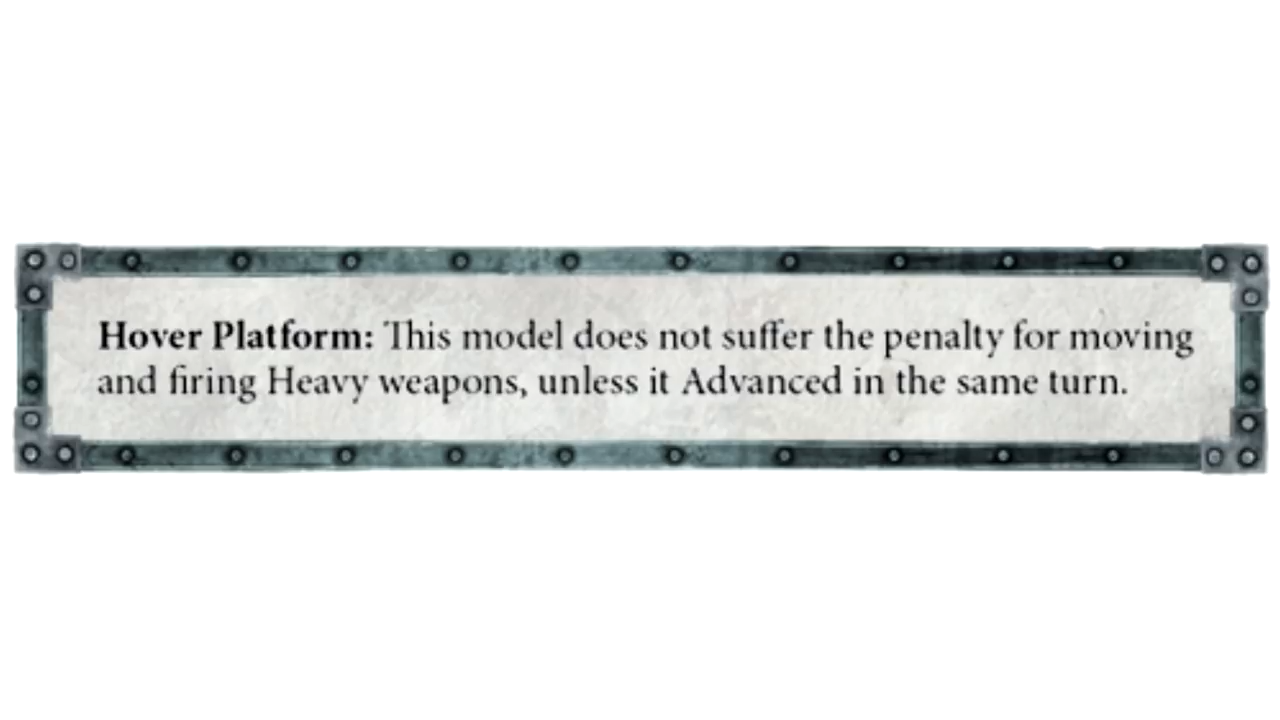 Hover Platform: This model does not suffer the penalty for moving
and firing Heavy weapons, unless it Advanced in the same turn.